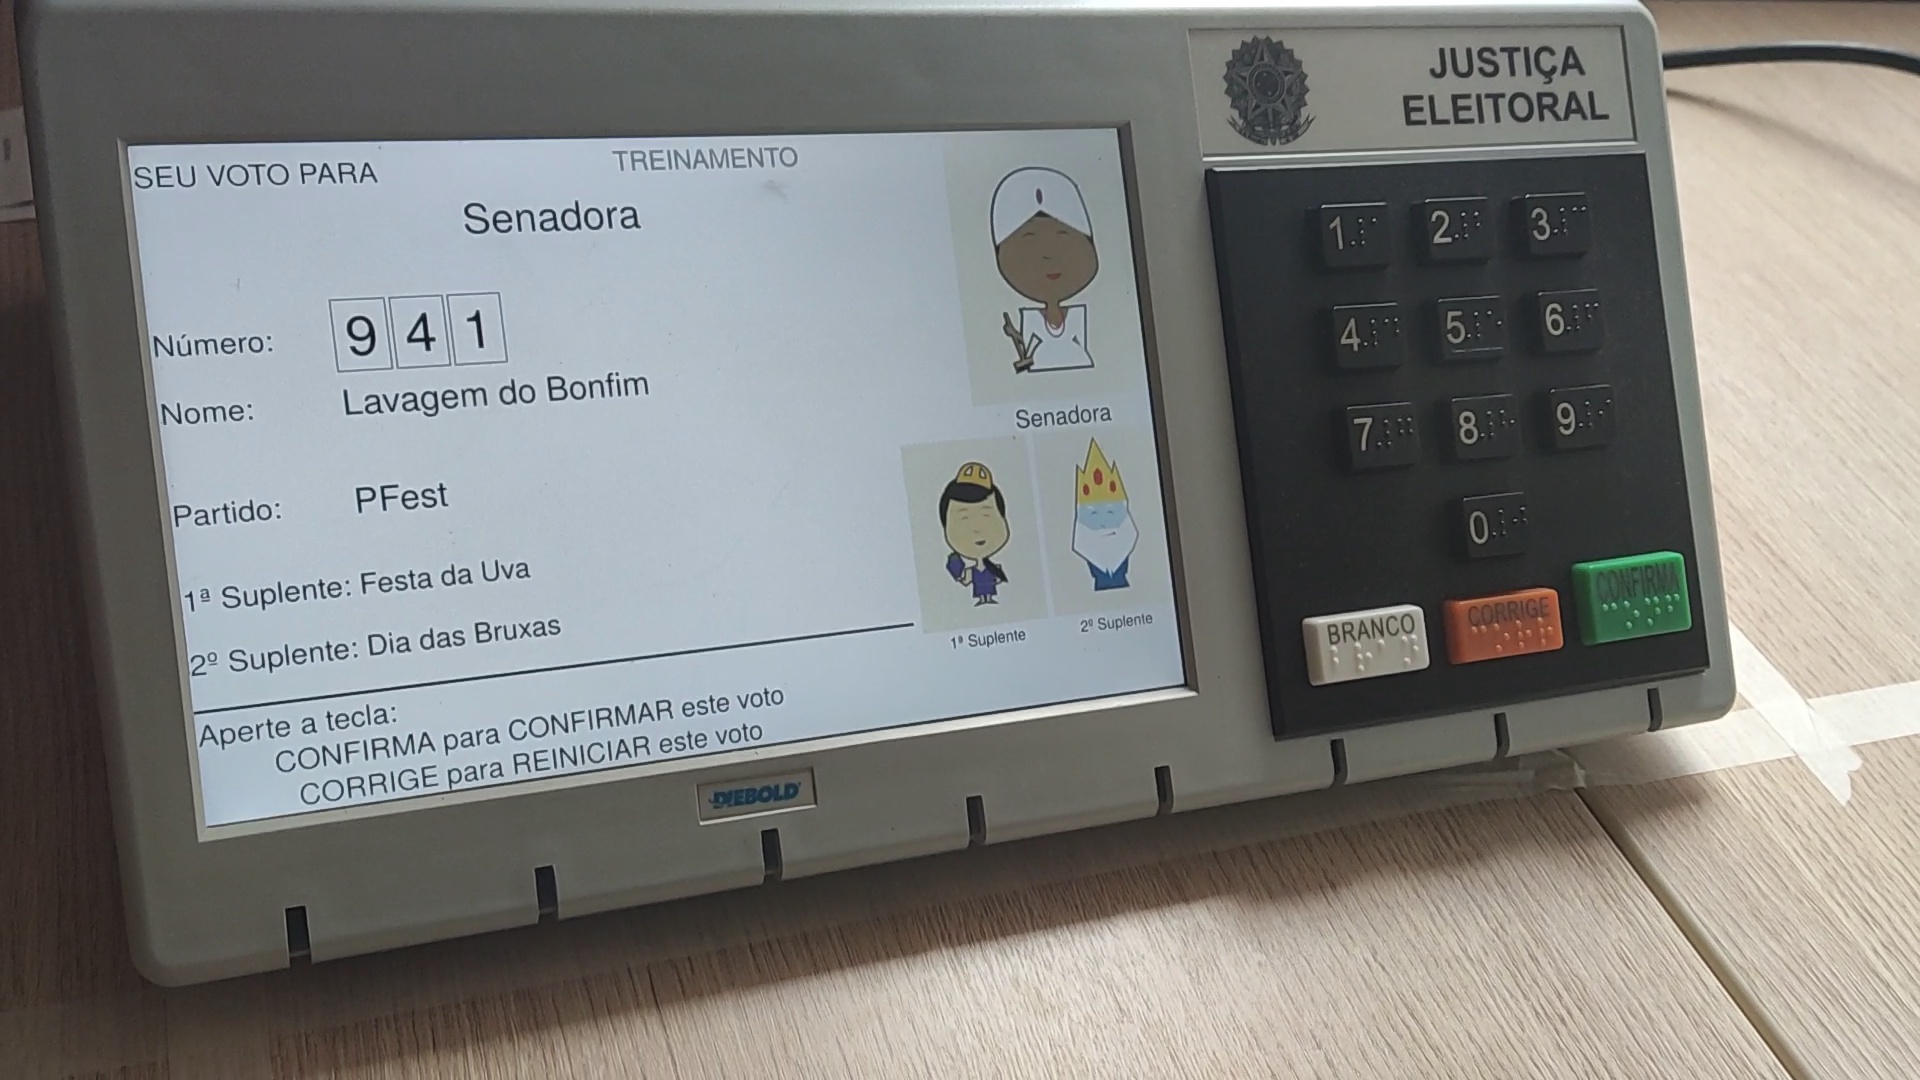 SEU VOTO PARA
TREINAMENTO
Senadora
Número: 9 4 1
Nome: Lavagem do Bonfim
Partido: PFest
1ª Suplente: Festa da Uva
2º Suplente: Dia das Bruxas
Senadora
1ª Suplente
2º Suplente
Aperte a tecla:
CONFIRMA para CONFIRMAR este voto
CORRIGE para REINICIAR este voto
DIEBOLD
JUSTIÇA
ELEITORAL
1 2 3
4 5 6
7 8 9
0
BRANCO CORRIGE CONFIRMA